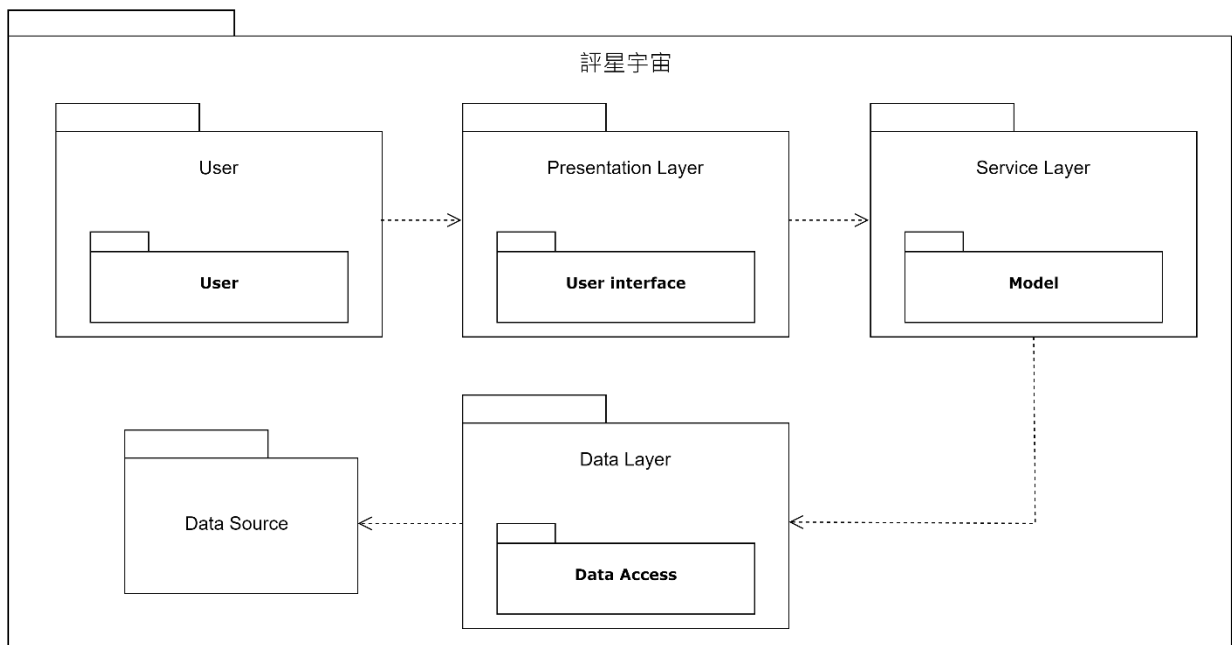 評星宇宙
User
Presentation Layer
Service Layer
User
User interface
Model
Data Layer
Data Source
Data Access